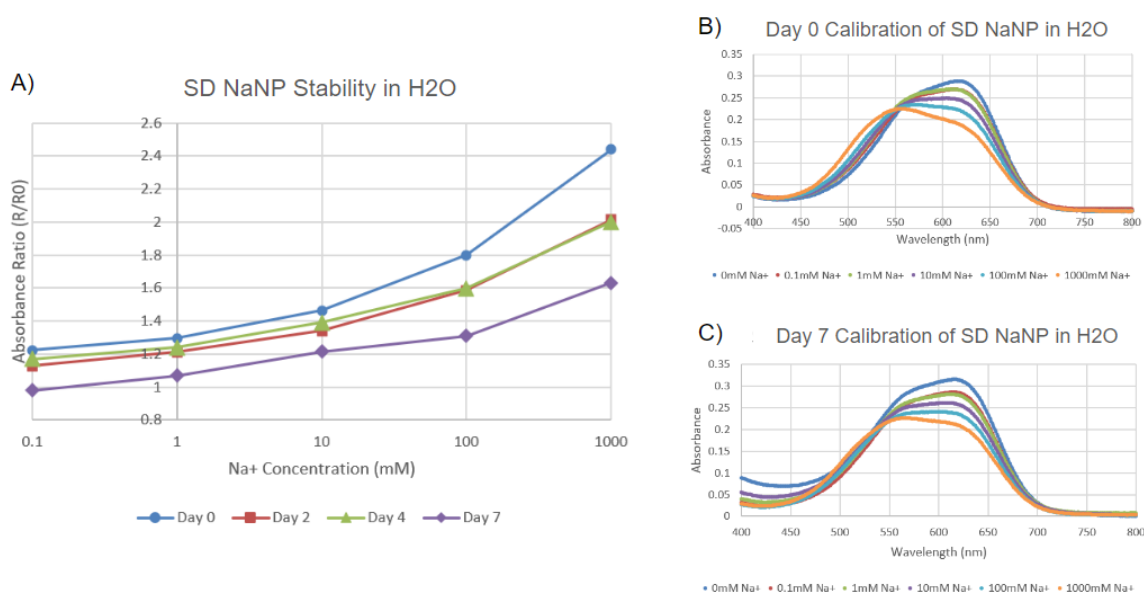 A)
SD NaNP Stability in H2O
Absorbance Ratio (R/R0)
2.6
2.4
2.2
2
1.8
1.6
1.4
1.2
1
0.8
0.1 1 10 100 1000
Na+ Concentration (mM)
Day 0 Day 2 Day 4 Day 7
B)
Day 0 Calibration of SD NaNP in H2O
Absorbance
0.35
0.3
0.25
0.2
0.15
0.1
0.05
0
-0.05
400 450 500 550 600 650 700 750 800
Wavelength (nm)
0mM Na+ 0.1mM Na+ 1mM Na+ 10mM Na+ 100mM Na+ 1000mM Na+
C)
Day 7 Calibration of SD NaNP in H2O
Absorbance
0.35
0.3
0.25
0.2
0.15
0.1
0.05
0
400 450 500 550 600 650 700 750 800
Wavelength (nm)
0mM Na+ 0.1mM Na+ 1mM Na+ 10mM Na+ 100mM Na+ 1000mM Na+